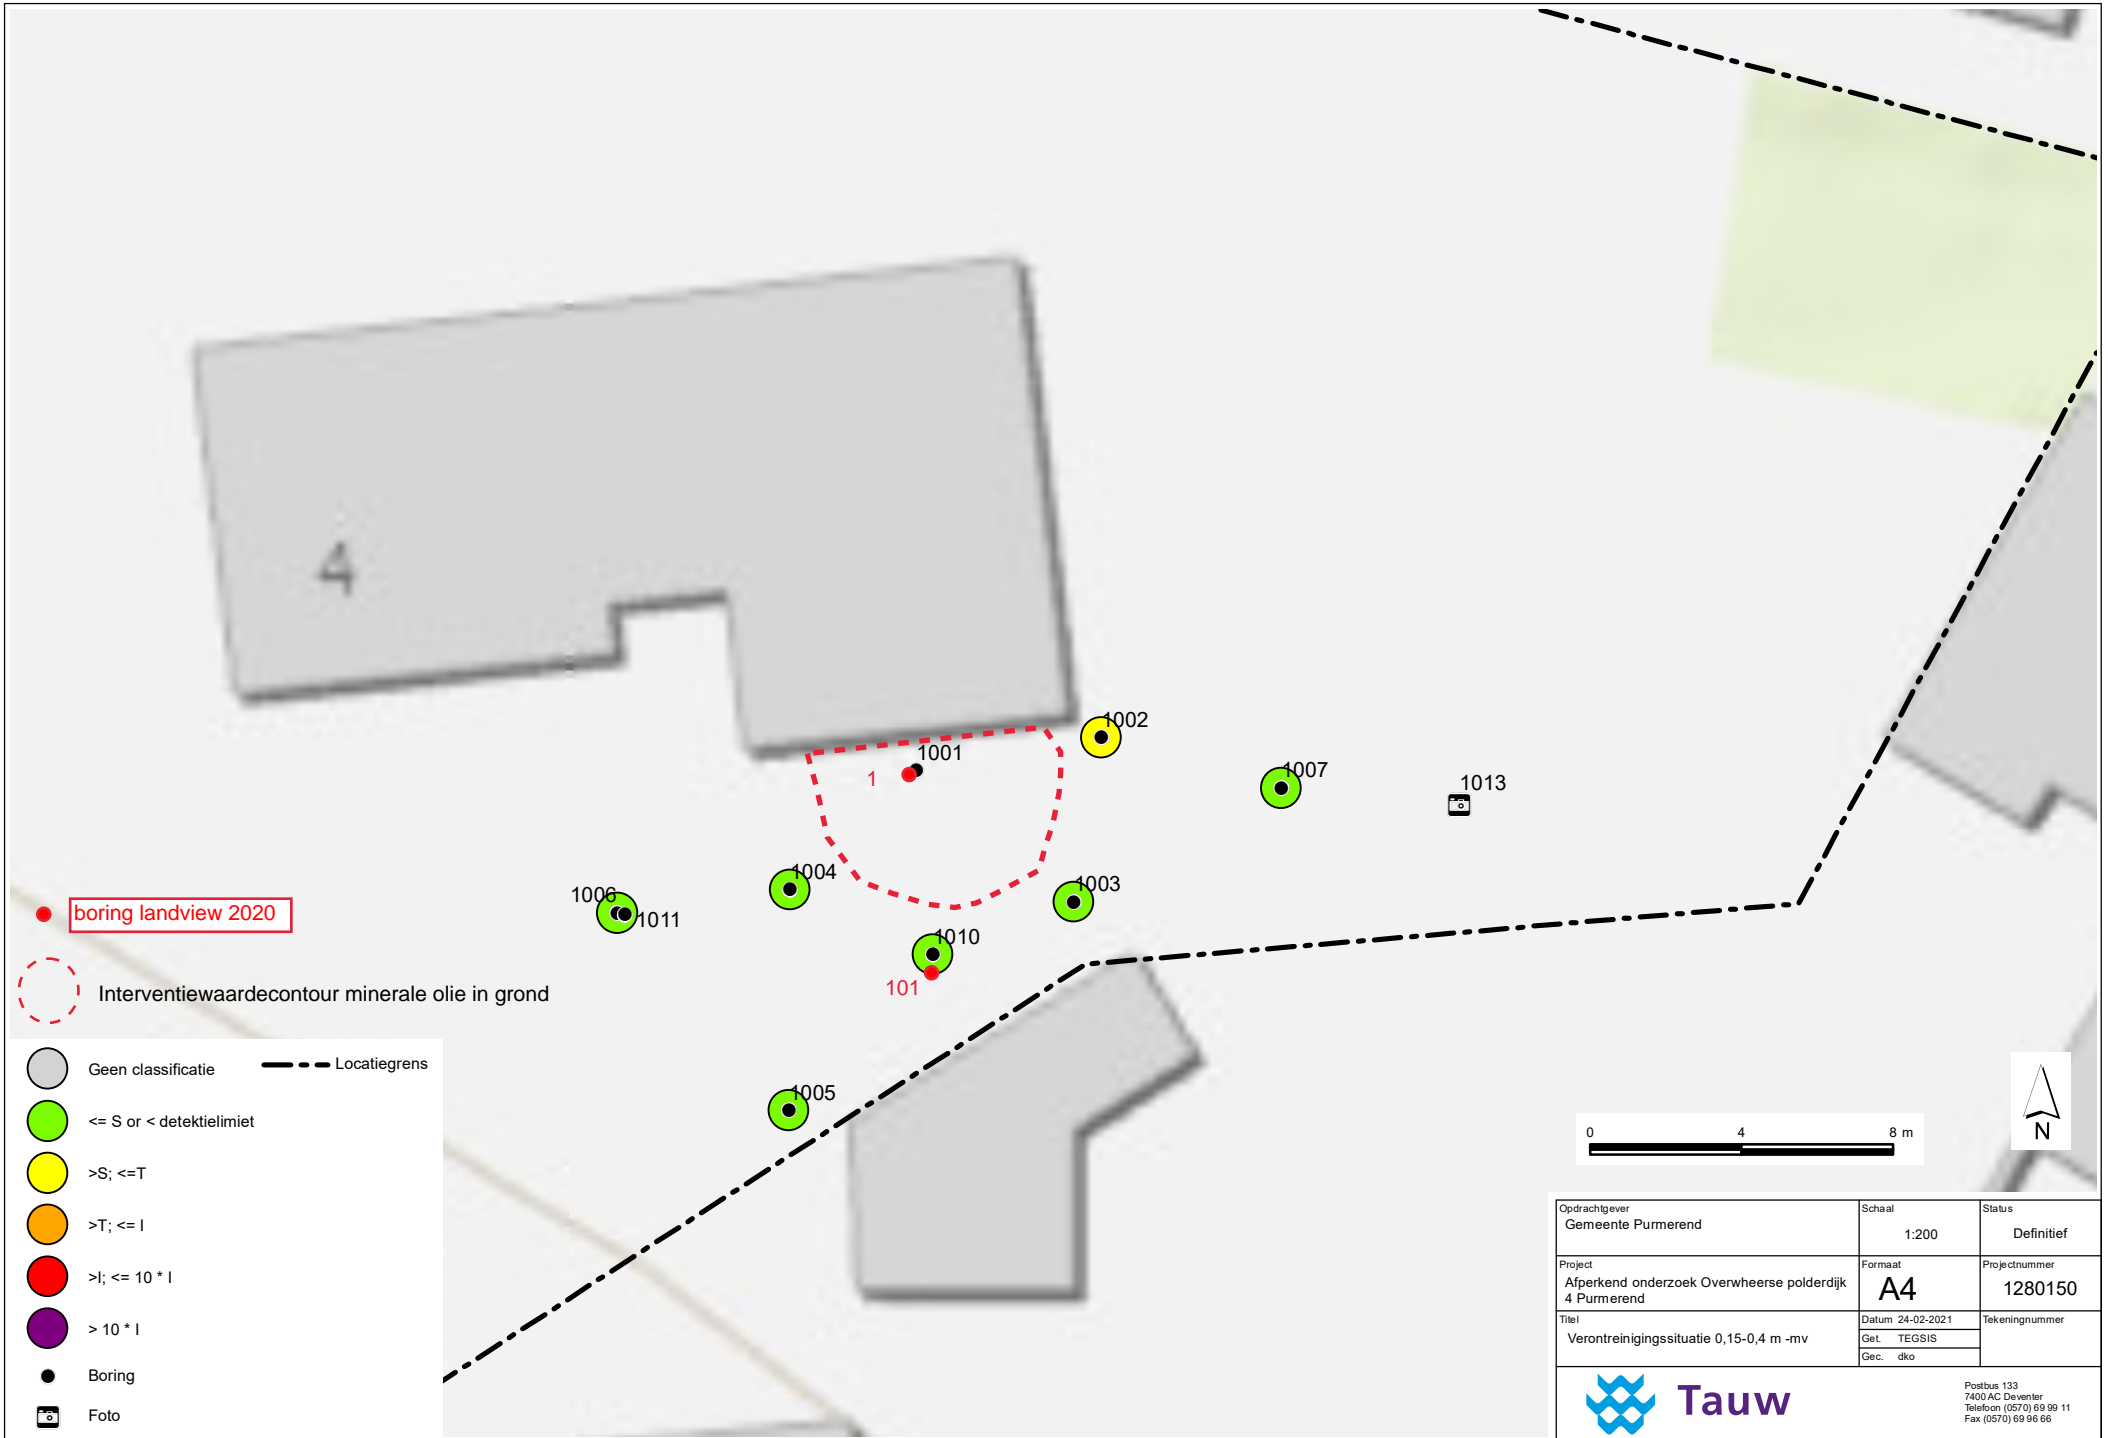 4
1002
1001
1
1007
1013
1004
1003
1006
1011
1010
101
1005
boring landview 2020
Interventiewaardecontour minerale olie in grond
Geen classificatie
Locatiegrens
<= S or < detektielimiet
>S; <=T
>T; <= I
>I; <= 10 * I
> 10 * I
Boring
Foto
0 4 8 m
N
Opdrachtgever
Gemeente Purmerend
Schaal
1:200
Status
Definitief
Project
Afperkend onderzoek Overwheerse polderdijk
4 Purmerend
Formaat
A4
Projectnummer
1280150
Titel
Verontreinigingssituatie 0,15-0,4 m -mv
Datum 24-02-2021
Get. TEGSIS
Gec. dko
Tekeningnummer
Tauw
Postbus 133
7400 AC Deventer
Telefoon (0570) 69 99 11
Fax (0570) 69 96 66